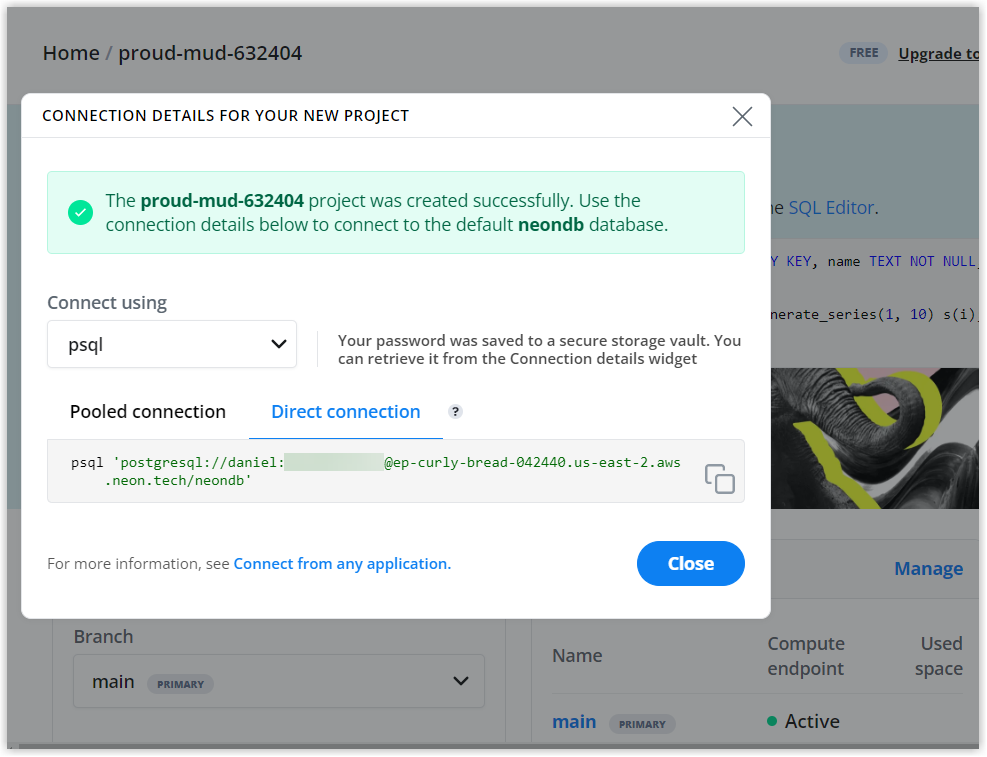 Home / proud-mud-632404
FREE
Upgrade to
CONNECTION DETAILS FOR YOUR NEW PROJECT
The proud-mud-632404 project was created successfully. Use the
connection details below to connect to the default neondb database.
SQL Editor.
KEY, name TEXT NOT NULL
(1, 10) s(i)
Connect using
psql
Your password was saved to a secure storage vault. You
can retrieve it from the Connection details widget
Pooled connection
Direct connection
?
psql 'postgresql://daniel:
@ep-curly-bread-042440.us-east-2.aws
.neon.tech/neondb'
For more information, see Connect from any application.
Close
Manage
Branch
main PRIMARY
Name
Compute
endpoint
Used
space
main PRIMARY
Active